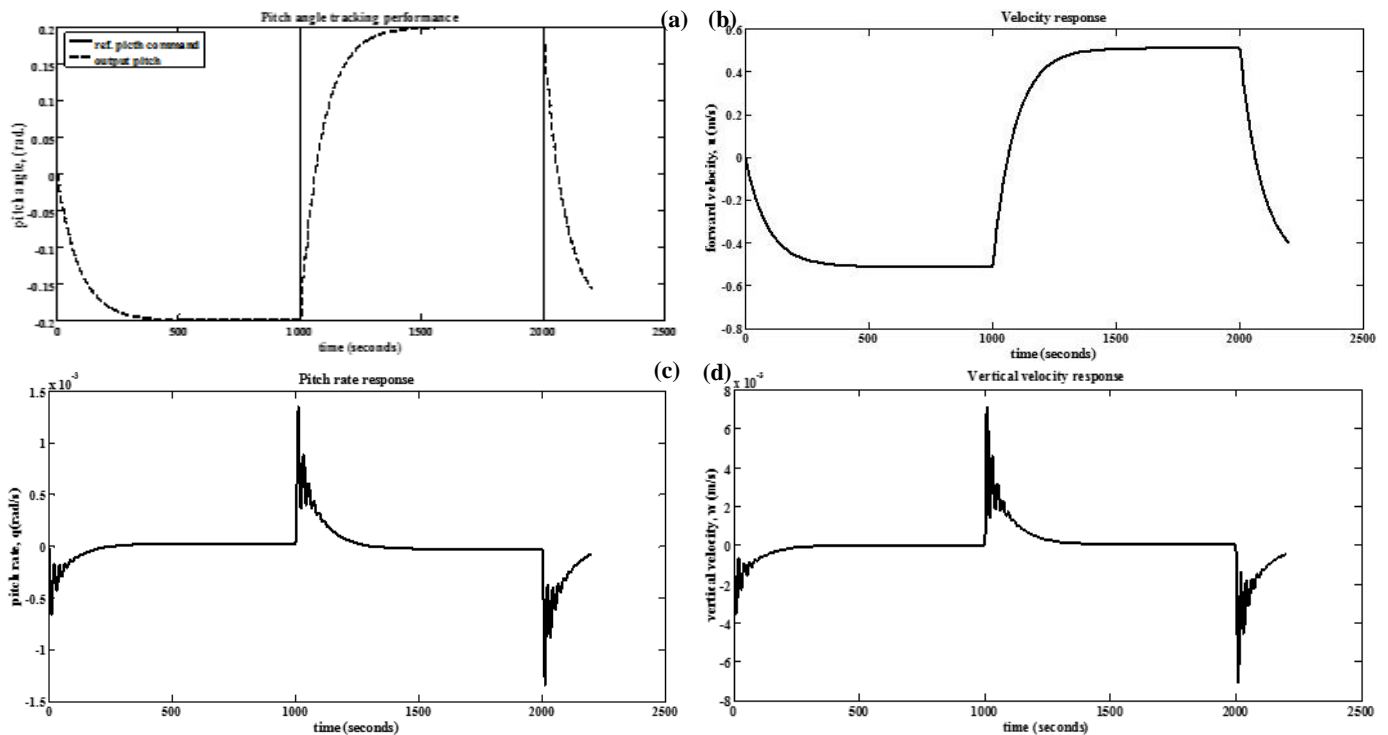 Pitch angle tracking performance
(a)
ref. picth command
output pitch
0.2
0.15
0.1
0.05
0
-0.05
-0.1
-0.15
-0.2
pitch angle, (rad.)
0 500 1000 1500 2000 2500
time (seconds)
(b)
Velocity response
0.6
0.4
0.2
0
-0.2
-0.4
-0.6
-0.8
forward velocity, u (m/s)
0 500 1000 1500 2000 2500
time (seconds)
(c)
Pitch rate response
x 10⁻³
1.5
1
0.5
0
-0.5
-1
-1.5
pitch rate, q(rad/s)
0 500 1000 1500 2000 2500
time (seconds)
(d)
Vertical velocity response
8 x 10⁻³
6
4
2
0
-2
-4
-6
-8
vertical velocity, w (m/s)
0 500 1000 1500 2000 2500
time (seconds)